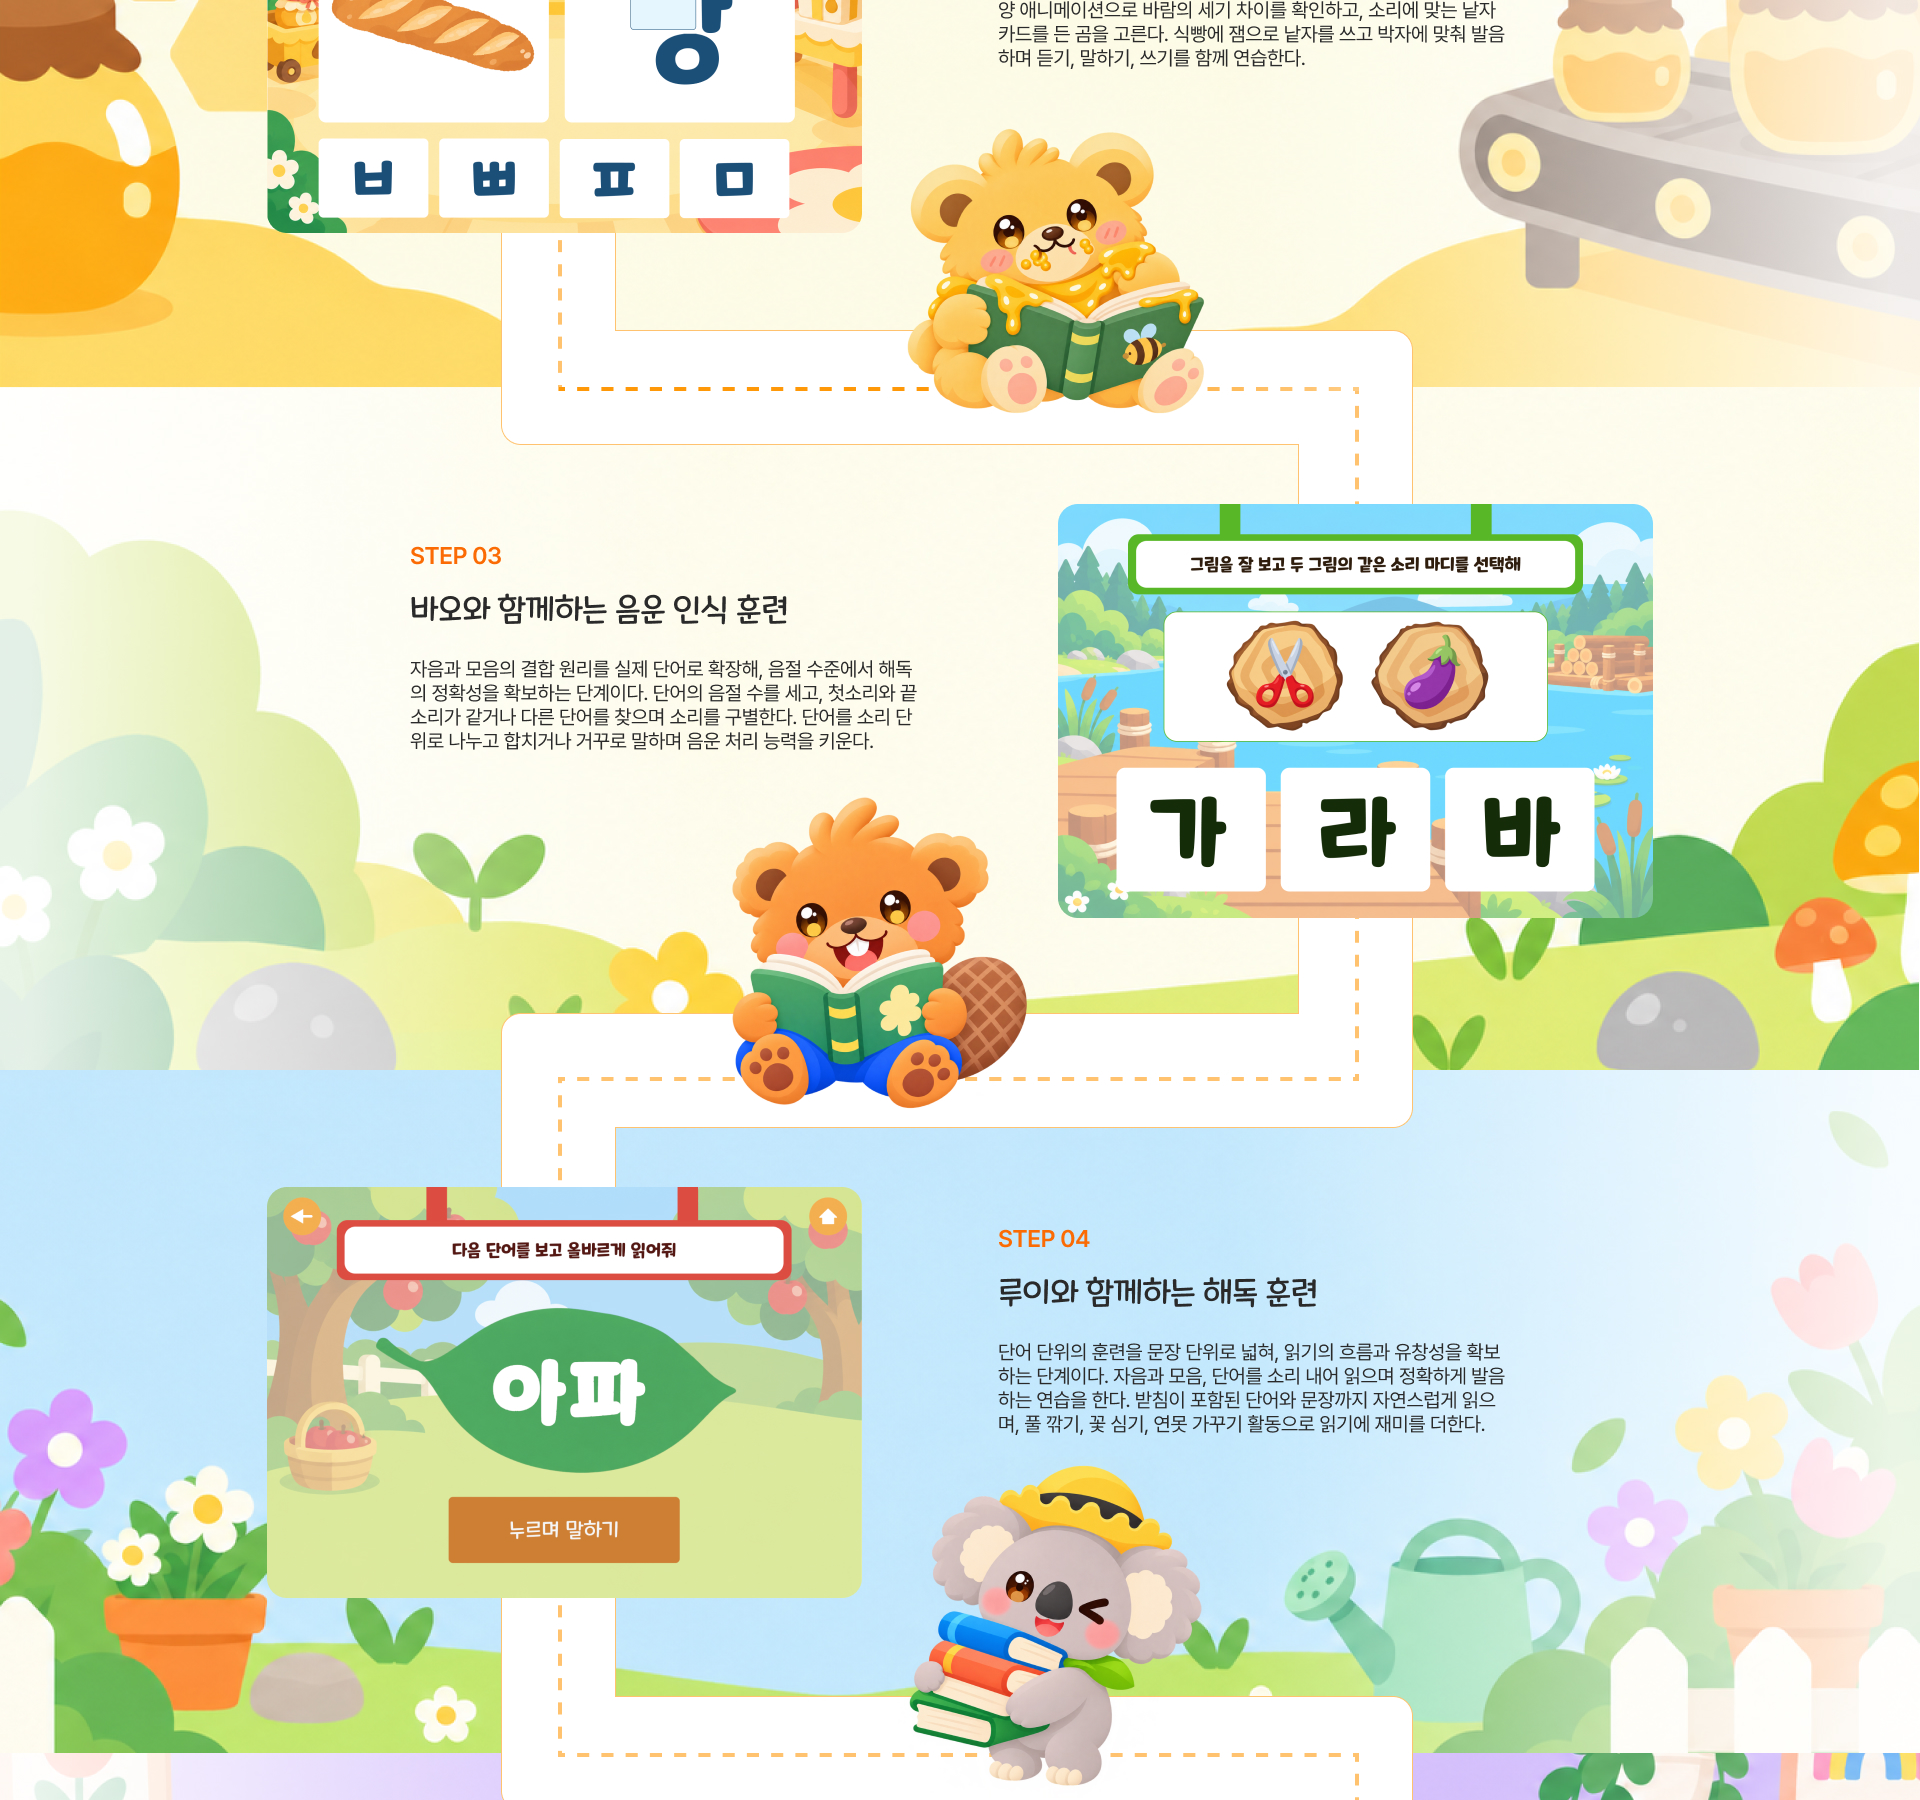 양 애니메이션으로 바람의 세기 차이를 확인하고, 소리에 맞는 낱자
카드를 든 곰을 고른다. 식빵에 잼으로 낱자를 쓰고 박자에 맞춰 발음
하며 듣기, 말하기, 쓰기를 함께 연습한다.
ㅂ ㅃ ㅍ ㅁ
STEP 03
바오와 함께하는 음운 인식 훈련
자음과 모음의 결합 원리를 실제 단어로 확장해, 음절 수준에서 해독
의 정확성을 확보하는 단계이다. 단어의 음절 수를 세고, 첫소리와 끝
소리가 같거나 다른 단어를 찾으며 소리를 구별한다. 단어를 소리 단
위로 나누고 합치거나 거꾸로 말하며 음운 처리 능력을 키운다.
그림을 잘 보고 두 그림의 같은 소리 마디를 선택해
가 라 바
다음 단어를 보고 올바르게 읽어줘
아파
누르며 말하기
STEP 04
루이와 함께하는 해독 훈련
단어 단위의 훈련을 문장 단위로 넓혀, 읽기의 흐름과 유창성을 확보
하는 단계이다. 자음과 모음, 단어를 소리 내어 읽으며 정확하게 발음
하는 연습을 한다. 받침이 포함된 단어와 문장까지 자연스럽게 읽으
며, 풀 깎기, 꽃 심기, 연못 가꾸기 활동으로 읽기에 재미를 더한다.